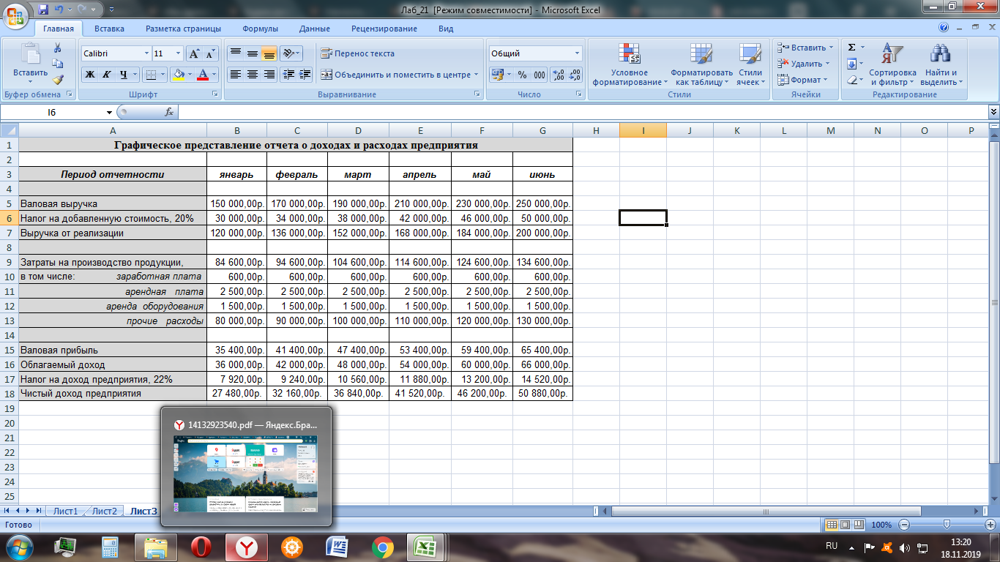 Лаб_21 [Режим совместимости] - Microsoft Excel
Главная Вставка Разметка страницы Формулы Данные Рецензирование Вид
Calibri 11 Перенос текста Общий Вставить
Вставить Удалить Формат
Ж К Ч А Объединить и поместить в центре % 000 Условное форматирование Форматировать как таблицу Стили ячеек Сортировка и фильтр Найти и выделить
Буфер обмена Шрифт Выравнивание Число Стили Ячейки Редактирование
I6 fx
A B C D E F G H I J K L M N O P
1 Графическое представление отчета о доходах и расходах предприятия
2
3 Период отчетности январь февраль март апрель май июнь
4
5 Валовая выручка 150 000,00р. 170 000,00р. 190 000,00р. 210 000,00р. 230 000,00р. 250 000,00р.
6 Налог на добавленную стоимость, 20% 30 000,00р. 34 000,00р. 38 000,00р. 42 000,00р. 46 000,00р. 50 000,00р.
7 Выручка от реализации 120 000,00р. 136 000,00р. 152 000,00р. 168 000,00р. 184 000,00р. 200 000,00р.
8
9 Затраты на производство продукции, 84 600,00р. 94 600,00р. 104 600,00р. 114 600,00р. 124 600,00р. 134 600,00р.
10 в том числе: заработная плата 600,00р. 600,00р. 600,00р. 600,00р. 600,00р. 600,00р.
11 арендная плата 2 500,00р. 2 500,00р. 2 500,00р. 2 500,00р. 2 500,00р. 2 500,00р.
12 аренда оборудования 1 500,00р. 1 500,00р. 1 500,00р. 1 500,00р. 1 500,00р. 1 500,00р.
13 прочие расходы 80 000,00р. 90 000,00р. 100 000,00р. 110 000,00р. 120 000,00р. 130 000,00р.
14
15 Валовая прибыль 35 400,00р. 41 400,00р. 47 400,00р. 53 400,00р. 59 400,00р. 65 400,00р.
16 Облагаемый доход 36 000,00р. 42 000,00р. 48 000,00р. 54 000,00р. 60 000,00р. 66 000,00р.
17 Налог на доход предприятия, 22% 7 920,00р. 9 240,00р. 10 560,00р. 11 880,00р. 13 200,00р. 14 520,00р.
18 Чистый доход предприятия 27 480,00р. 32 160,00р. 36 840,00р. 41 520,00р. 46 200,00р. 50 880,00р.
19
20 14132923540.pdf — Яндекс.Бра...
21
22
23
24
25
Лист1 Лист2 Лист3
Готово 100%
RU 13:20
18.11.2019